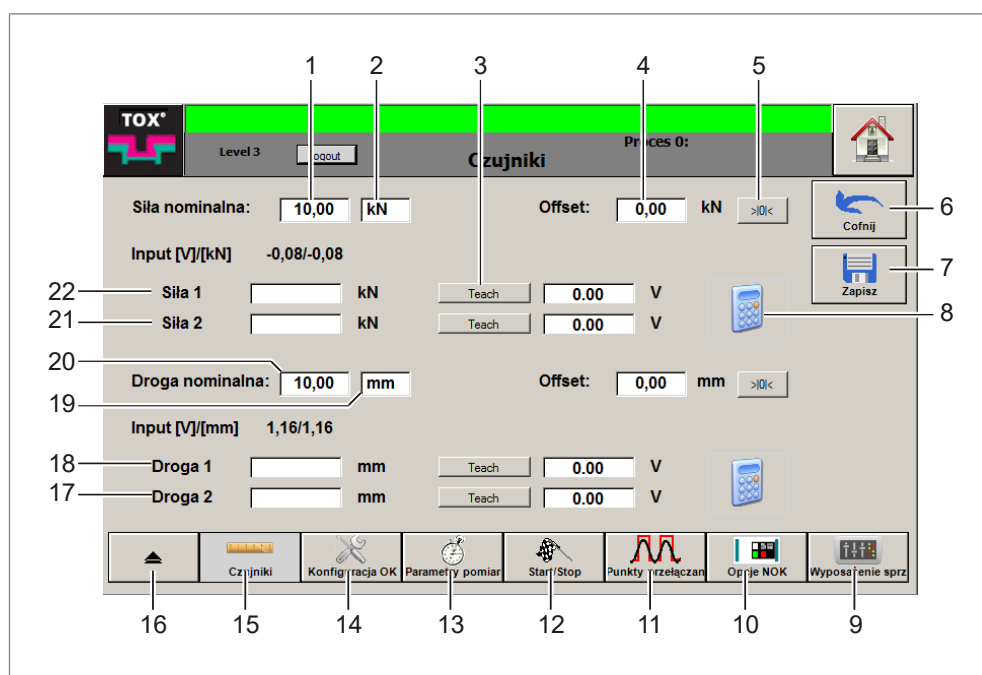 1 2 3 4 5
TOX®
Level 3 Logout Czujniki Proces 0:
Siła nominalna: 10,00 kN Offset: 0,00 kN >|0|<
Cofnij 6
Input [V]/[kN] -0,08/-0,08
Zapisz 7
22 Siła 1 kN Teach 0.00 V
21 Siła 2 kN Teach 0.00 V 8
20
Droga nominalna: 10,00 mm Offset: 0,00 mm >|0|<
19
Input [V]/[mm] 1,16/1,16
18 Droga 1 mm Teach 0.00 V
17 Droga 2 mm Teach 0.00 V
Czujniki Konfiguracja OK Parametry pomiar Start/Stop Punkty przełączan Opcje NOK Wyposażenie sprz
16 15 14 13 12 11 10 9